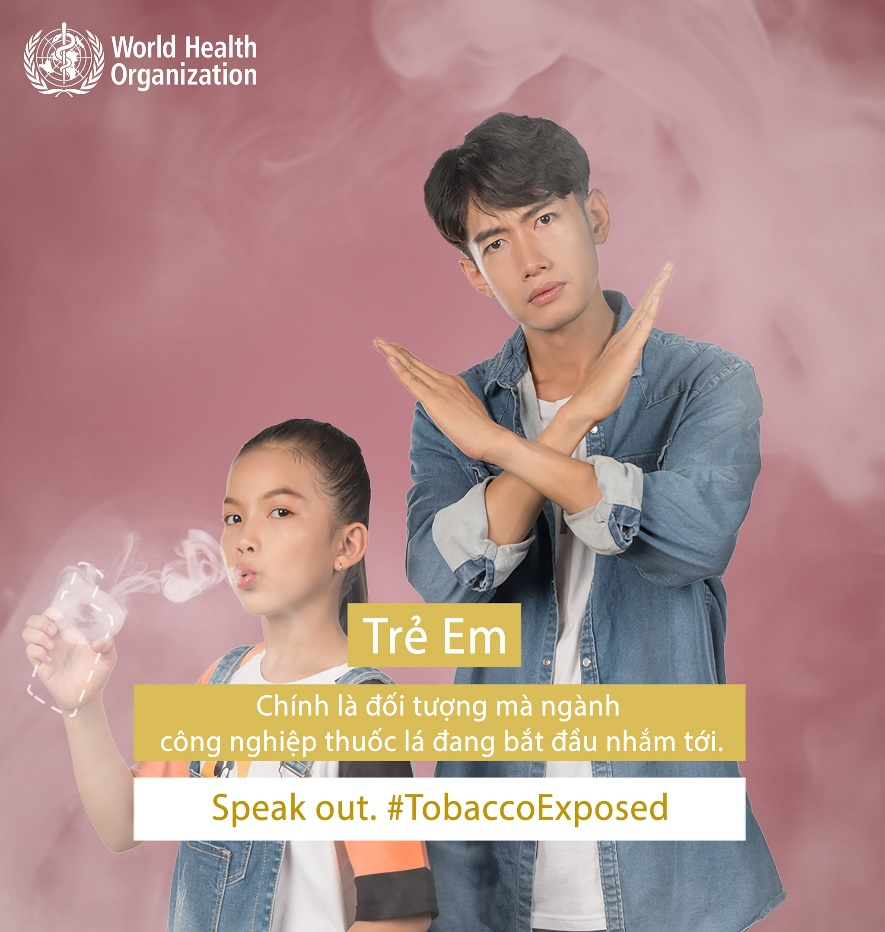 World Health
Organization
Trẻ Em
Chính là đối tượng mà ngành
công nghiệp thuốc lá đang bắt đầu nhắm tới.
Speak out. #TobaccoExposed